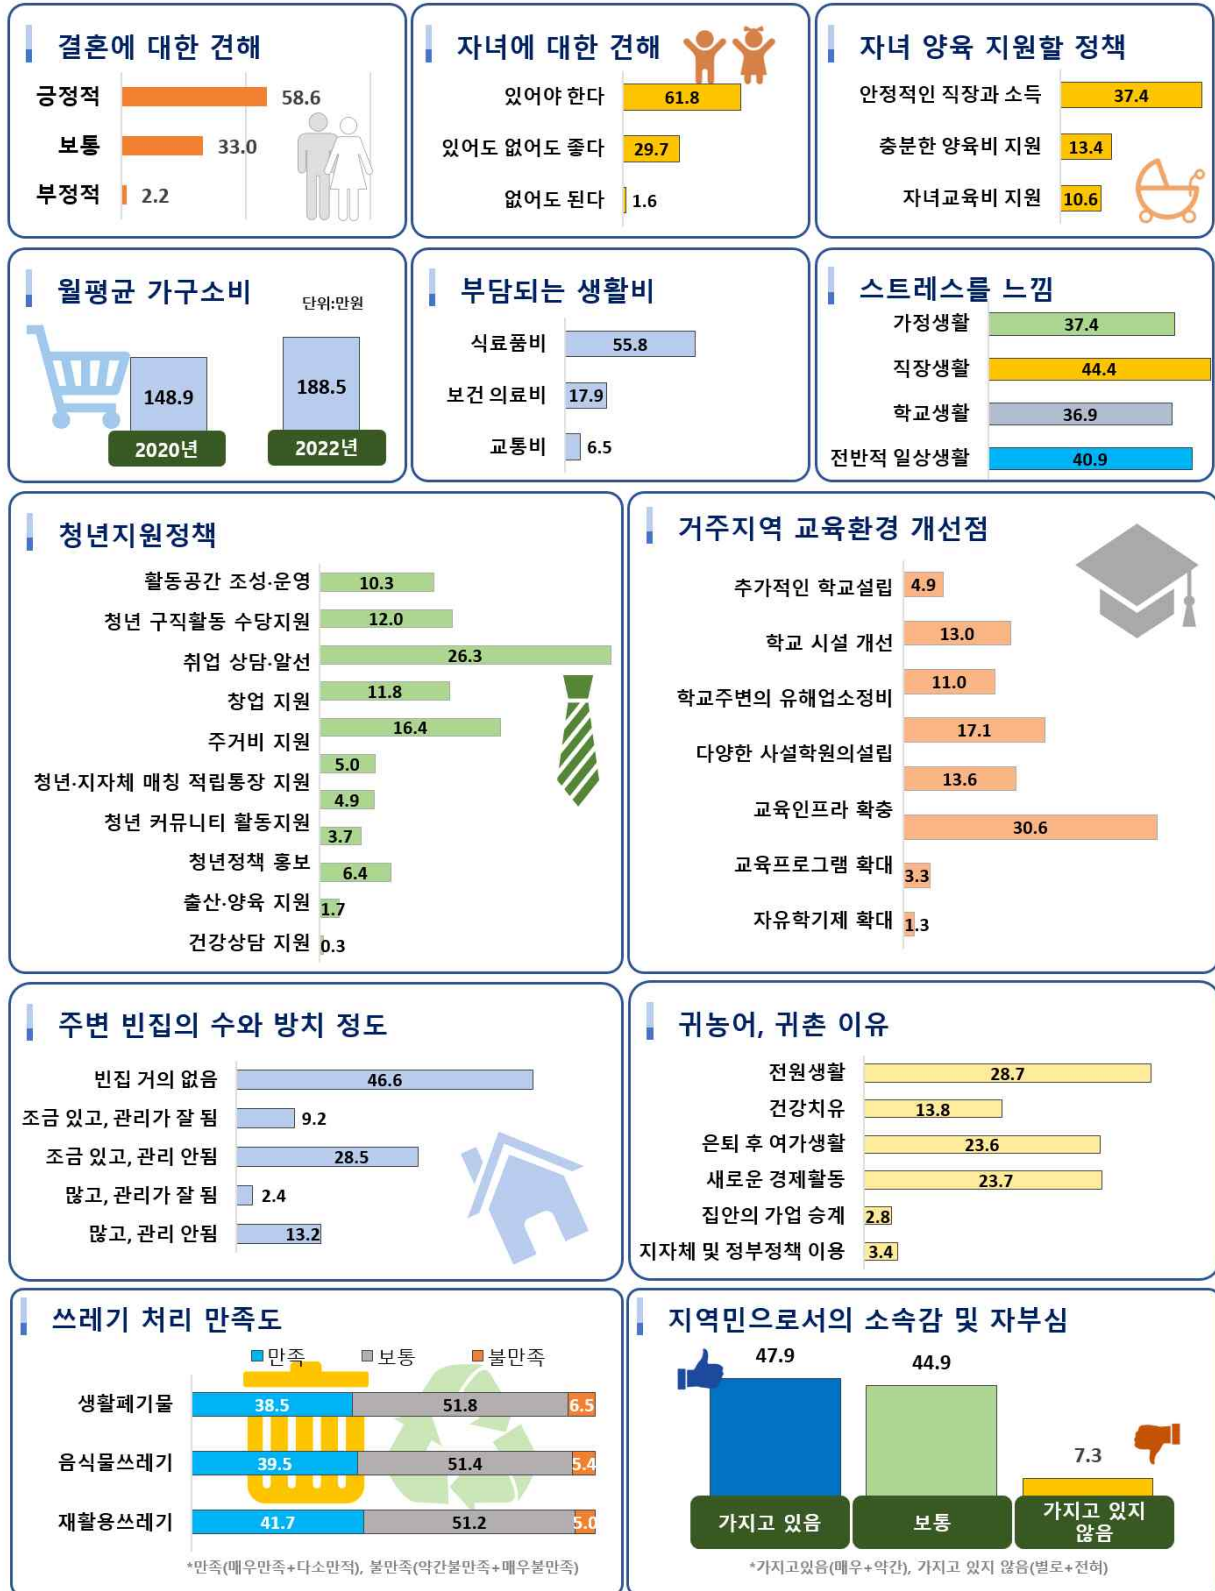 결혼에 대한 견해
긍정적 58.6
보통 33.0
부정적 2.2
자녀에 대한 견해
있어야 한다 61.8
있어도 없어도 좋다 29.7
없어도 된다 1.6
자녀 양육 지원할 정책
안정적인 직장과 소득 37.4
충분한 양육비 지원 13.4
자녀교육비 지원 10.6
월평균 가구소비
단위:만원
148.9 188.5
2020년 2022년
부담되는 생활비
식료품비 55.8
보건 의료비 17.9
교통비 6.5
스트레스를 느낌
가정생활 37.4
직장생활 44.4
학교생활 36.9
전반적 일상생활 40.9
청년지원정책
활동공간 조성·운영 10.3
청년 구직활동 수당지원 12.0
취업 상담·알선 26.3
창업 지원 11.8
주거비 지원 16.4
5.0
청년·지자체 매칭 적립통장 지원
4.9
청년 커뮤니티 활동지원
3.7
청년정책 홍보
6.4
출산·양육 지원 1.7
건강상담 지원 0.3
거주지역 교육환경 개선점
추가적인 학교설립 4.9
학교 시설 개선 13.0
11.0
학교주변의 유해업소정비
17.1
다양한 사설학원의설립
13.6
교육인프라 확충
30.6
교육프로그램 확대 3.3
자유학기제 확대 1.3
주변 빈집의 수와 방치 정도
빈집 거의 없음 46.6
조금 있고, 관리가 잘 됨 9.2
조금 있고, 관리 안됨 28.5
많고, 관리가 잘 됨 2.4
많고, 관리 안됨 13.2
귀농어, 귀촌 이유
전원생활 28.7
건강치유 13.8
은퇴 후 여가생활 23.6
새로운 경제활동 23.7
집안의 가업 승계 2.8
지자체 및 정부정책 이용 3.4
쓰레기 처리 만족도
만족 보통 불만족
생활폐기물 38.5 51.8 6.5
음식물쓰레기 39.5 51.4 5.4
재활용쓰레기 41.7 51.2 5.0
*만족(매우만족+다소만적), 불만족(약간불만족+매우불만족)
지역민으로서의 소속감 및 자부심
47.9 44.9
7.3
가지고 있음 보통 가지고 있지
않음
*가지고있음(매우+약간), 가지고 있지 않음(별로+전혀)